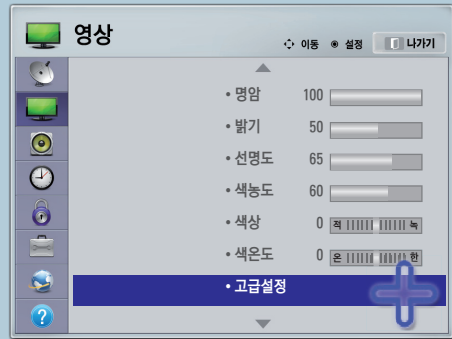 영상
이동 설정 나가기
• 명암 100
• 밝기 50
• 선명도 65
• 색농도 60
• 색상 0 적 녹
• 색온도 0 온 한
• 고급설정
?